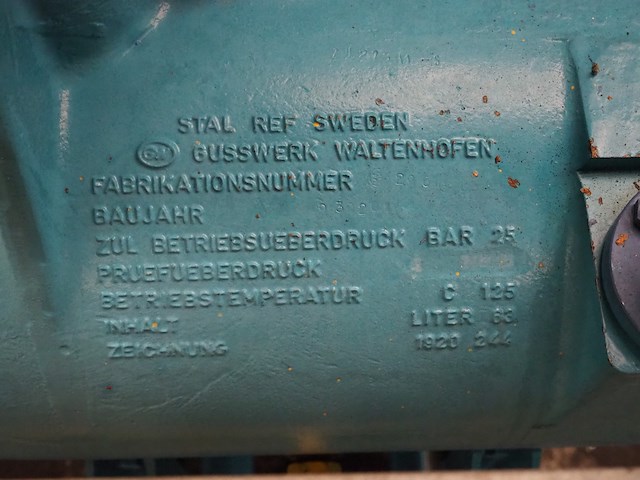 STAL REF SWEDEN
GUSSWERK WALTENHOFEN
FABRIKATIONSNUMMER
BAUJAHR
ZUL BETRIEBSUEBERDRUCK BAR 25
PRUEFUEBERDRUCK
BETRIEBSTEMPERATUR C 125
INHALT LITER 63
ZEICHNUNG 1920 244